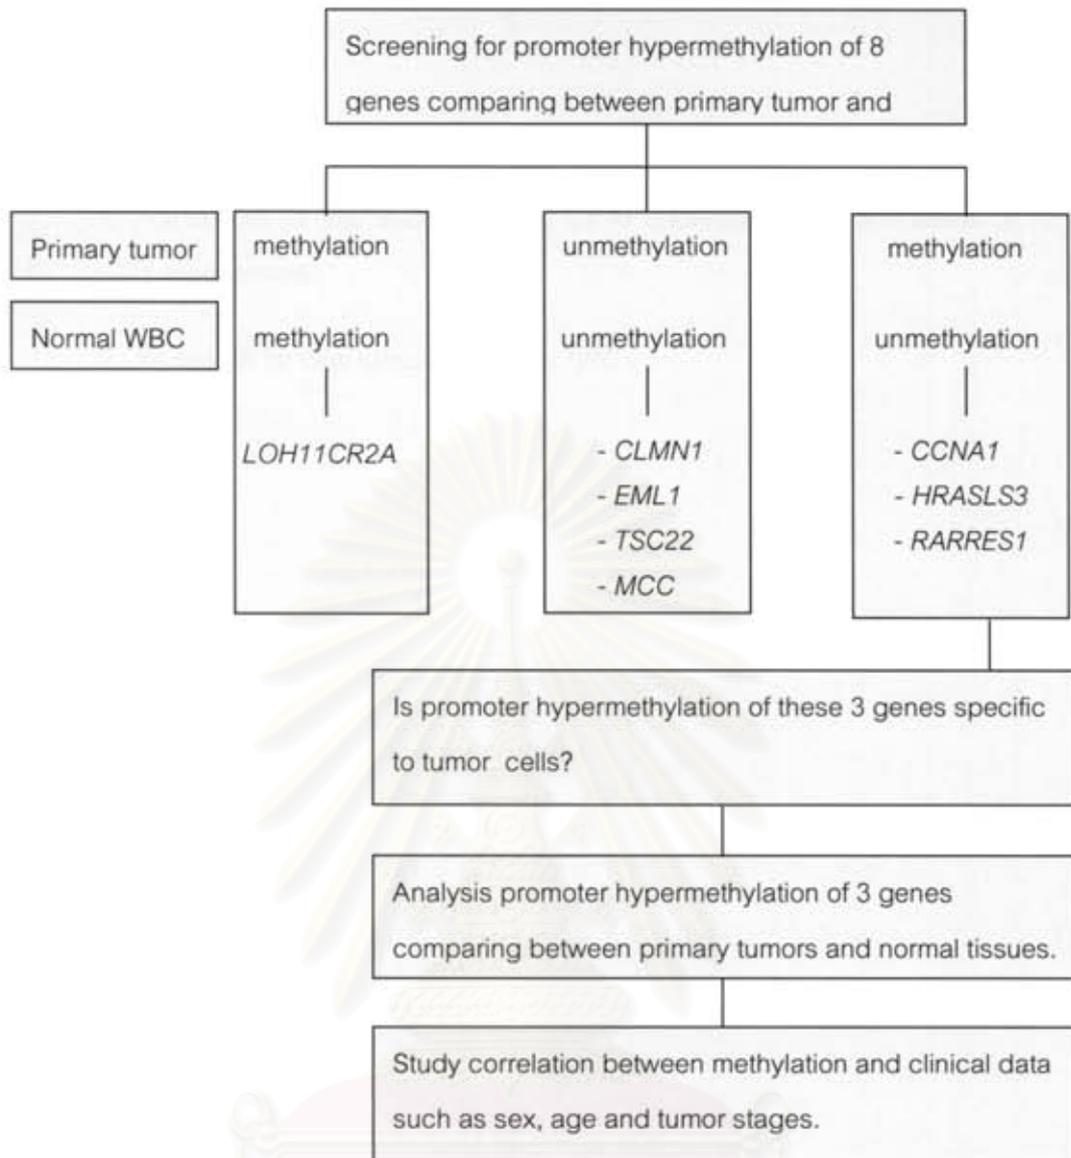 Screening for promoter hypermethylation of 8
genes comparing between primary tumor and
Primary tumor
methylation
unmethylation
methylation
Normal WBC
methylation
unmethylation
unmethylation
LOH11CR2A
- CLMN1
- EML1
- TSC22
- MCC
- CCNA1
- HRASLS3
- RARRES1
Is promoter hypermethylation of these 3 genes specific
to tumor cells?
Analysis promoter hypermethylation of 3 genes
comparing between primary tumors and normal tissues.
Study correlation between methylation and clinical data
such as sex, age and tumor stages.